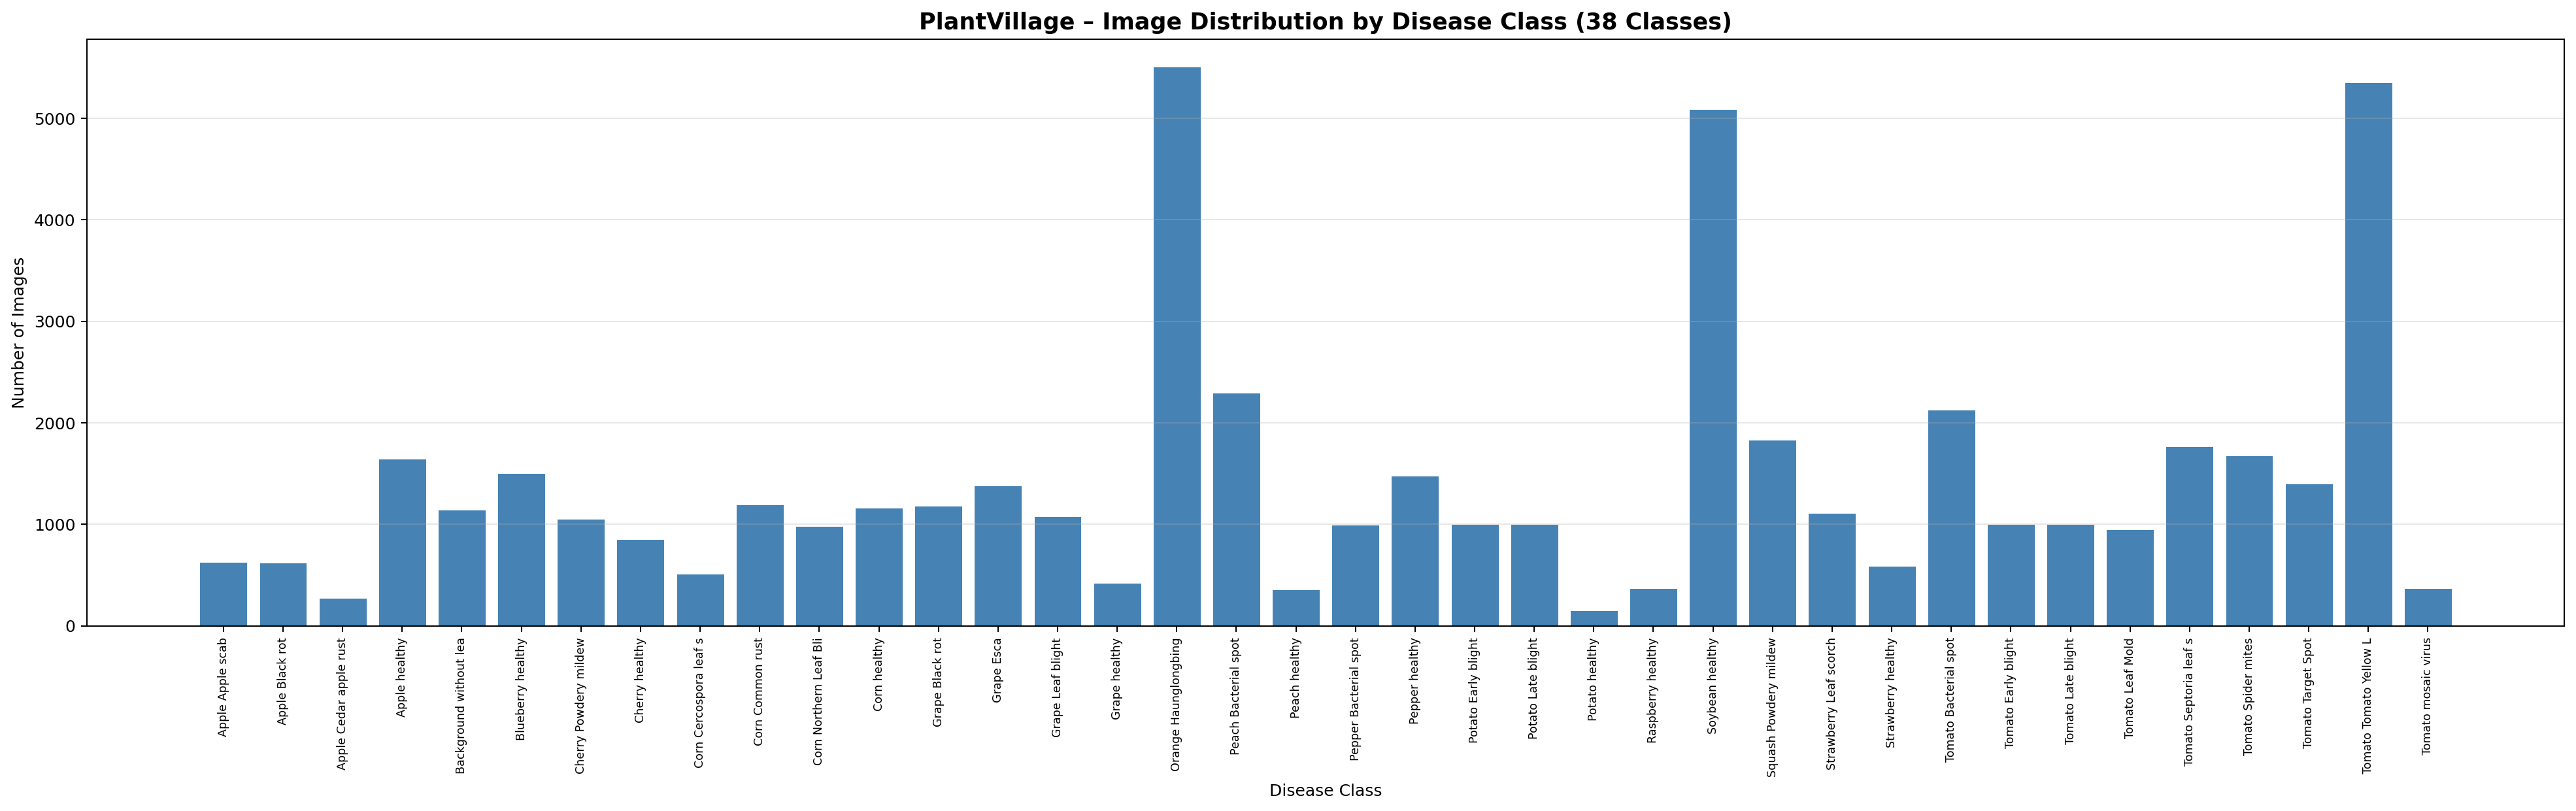 PlantVillage – Image Distribution by Disease Class (38 Classes)
Number of Images
5000
4000
3000
2000
1000
0
Apple Apple scab
Apple Black rot
Apple Cedar apple rust
Apple healthy
Background without lea
Blueberry healthy
Cherry Powdery mildew
Cherry healthy
Corn Cercospora leaf s
Corn Common rust
Corn Northern Leaf Bli
Corn healthy
Grape Black rot
Grape Esca
Grape Leaf blight
Grape healthy
Orange Haunglongbing
Peach Bacterial spot
Peach healthy
Pepper Bacterial spot
Pepper healthy
Potato Early blight
Potato Late blight
Potato healthy
Raspberry healthy
Soybean healthy
Squash Powdery mildew
Strawberry Leaf scorch
Strawberry healthy
Tomato Bacterial spot
Tomato Early blight
Tomato Late blight
Tomato Leaf Mold
Tomato Septoria leaf s
Tomato Spider mites
Tomato Target Spot
Tomato Tomato Yellow L
Tomato mosaic virus
Disease Class